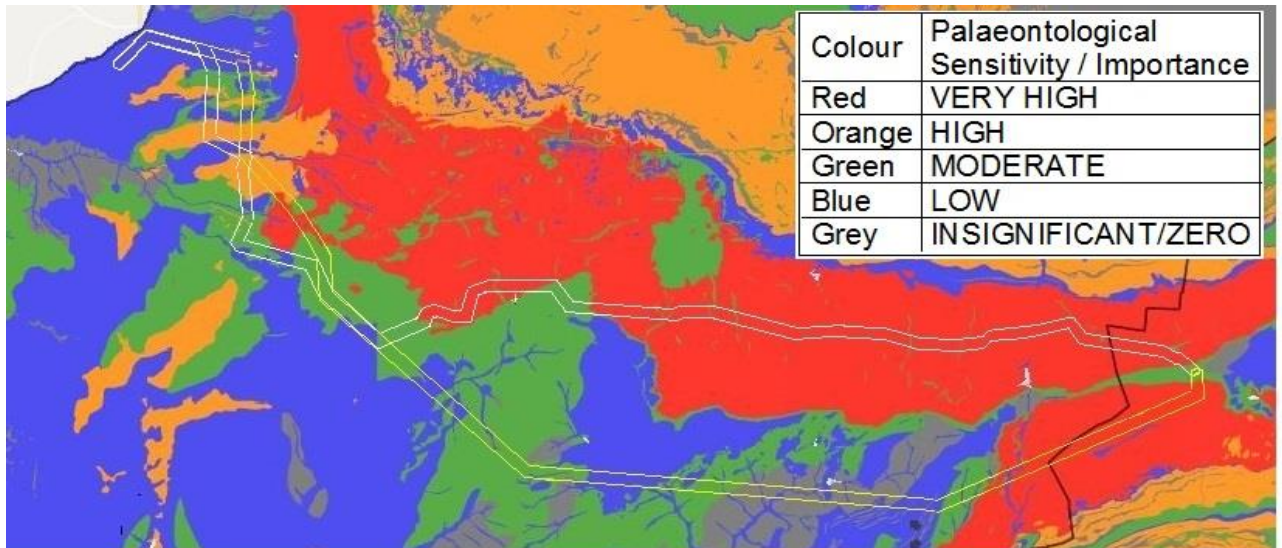 Colour Palaeontological Sensitivity / Importance
Red VERY HIGH
Orange HIGH
Green MODERATE
Blue LOW
Grey INSIGNIFICANT/ZERO